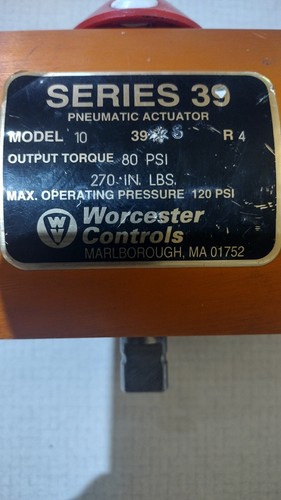 SERIES 39
PNEUMATIC ACTUATOR
MODEL 10 39 S R 4
OUTPUT TORQUE 80 PSI
270 IN. LBS.
MAX. OPERATING PRESSURE 120 PSI
Worcester
Controls
MARLBOROUGH, MA 01752